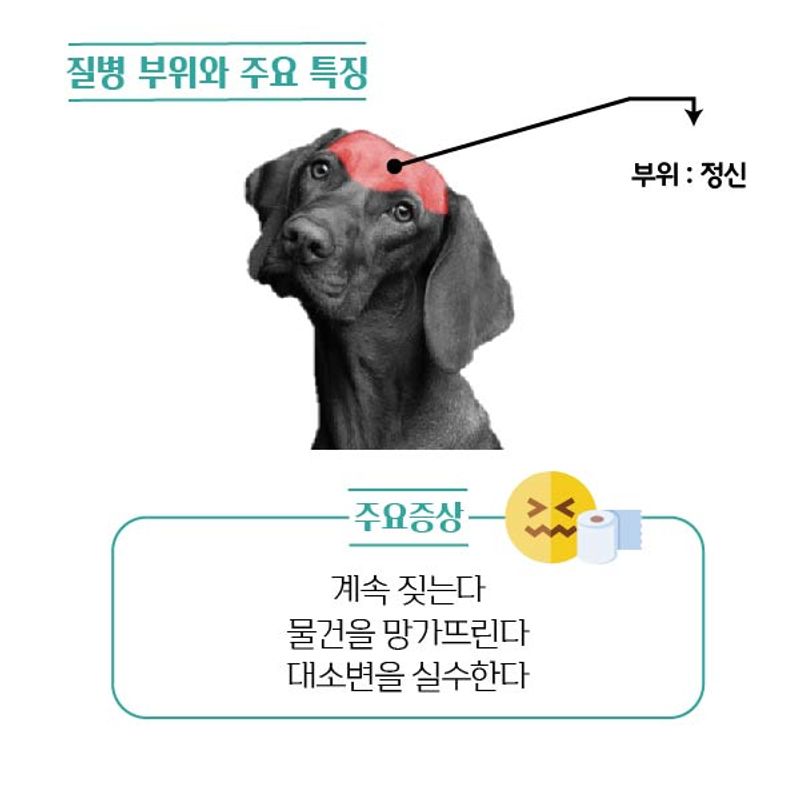 질병 부위와 주요 특징
부위 : 정신
주요증상
계속 짖는다
물건을 망가뜨린다
대소변을 실수한다